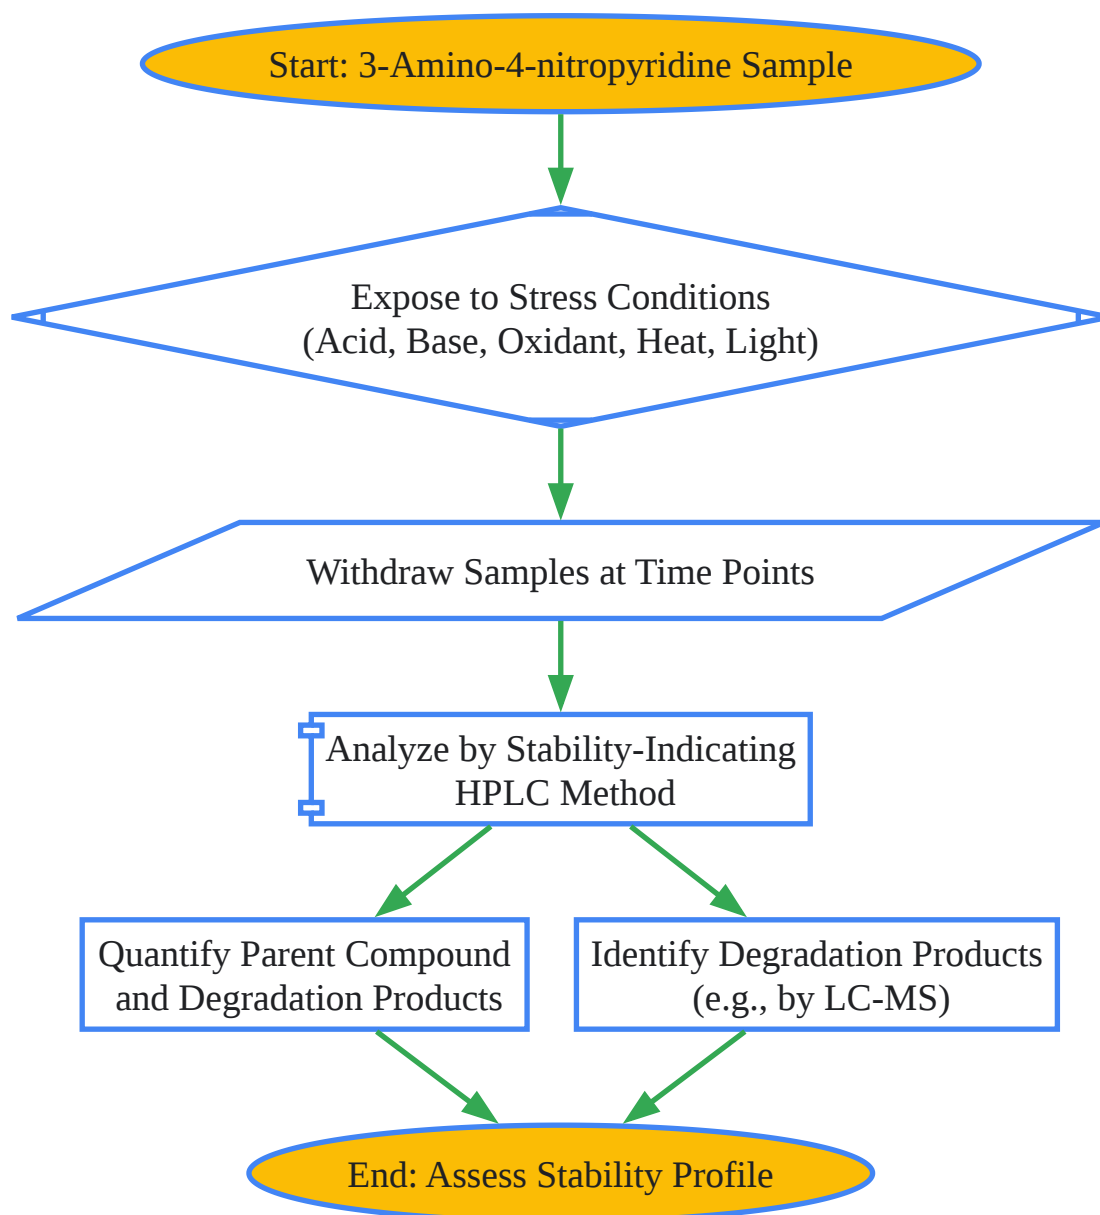 Start: 3-Amino-4-nitropyridine Sample
Expose to Stress Conditions
(Acid, Base, Oxidant, Heat, Light)
Withdraw Samples at Time Points
Analyze by Stability-Indicating
HPLC Method
Quantify Parent Compound
and Degradation Products
Identify Degradation Products
(e.g., by LC-MS)
End: Assess Stability Profile